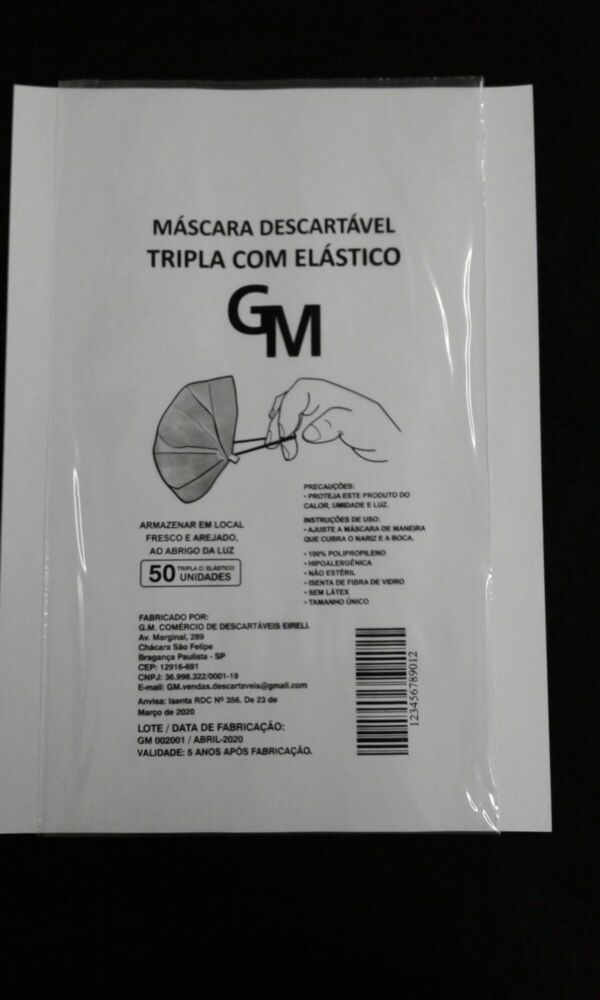 MÁSCARA DESCARTÁVEL
TRIPLA COM ELÁSTICO
GM
PRECAUÇÕES:
- PROTEJA ESTE PRODUTO DO
CALOR, UMIDADE E LUZ.
INSTRUÇÕES DE USO:
- AJUSTE A MÁSCARA DE MANEIRA
QUE CUBRA O NARIZ E A BOCA.
- 100% POLIPROPILENO
- HIPOALERGÊNICA
- NÃO ESTÉRIL
- ISENTA DE FIBRA DE VIDRO
- SEM LÁTEX
- TAMANHO ÚNICO
ARMAZENAR EM LOCAL
FRESCO E AREJADO,
AO ABRIGO DA LUZ
50 TRIPLA C/ ELÁSTICO
UNIDADES
FABRICADO POR:
G.M. COMÉRCIO DE DESCARTÁVEIS EIRELI.
Av. Marginal, 289
Chácara São Felipe
Bragança Paulista - SP
CEP: 12916-691
CNPJ: 36.998.322/0001-19
E-mail: GM.vendas.descartaveis@gmail.com
Anvisa: Isenta RDC Nº 356. De 23 de
Março de 2020
LOTE / DATA DE FABRICAÇÃO:
GM 002001 / ABRIL-2020
VALIDADE: 5 ANOS APÓS FABRICAÇÃO.
123456789012